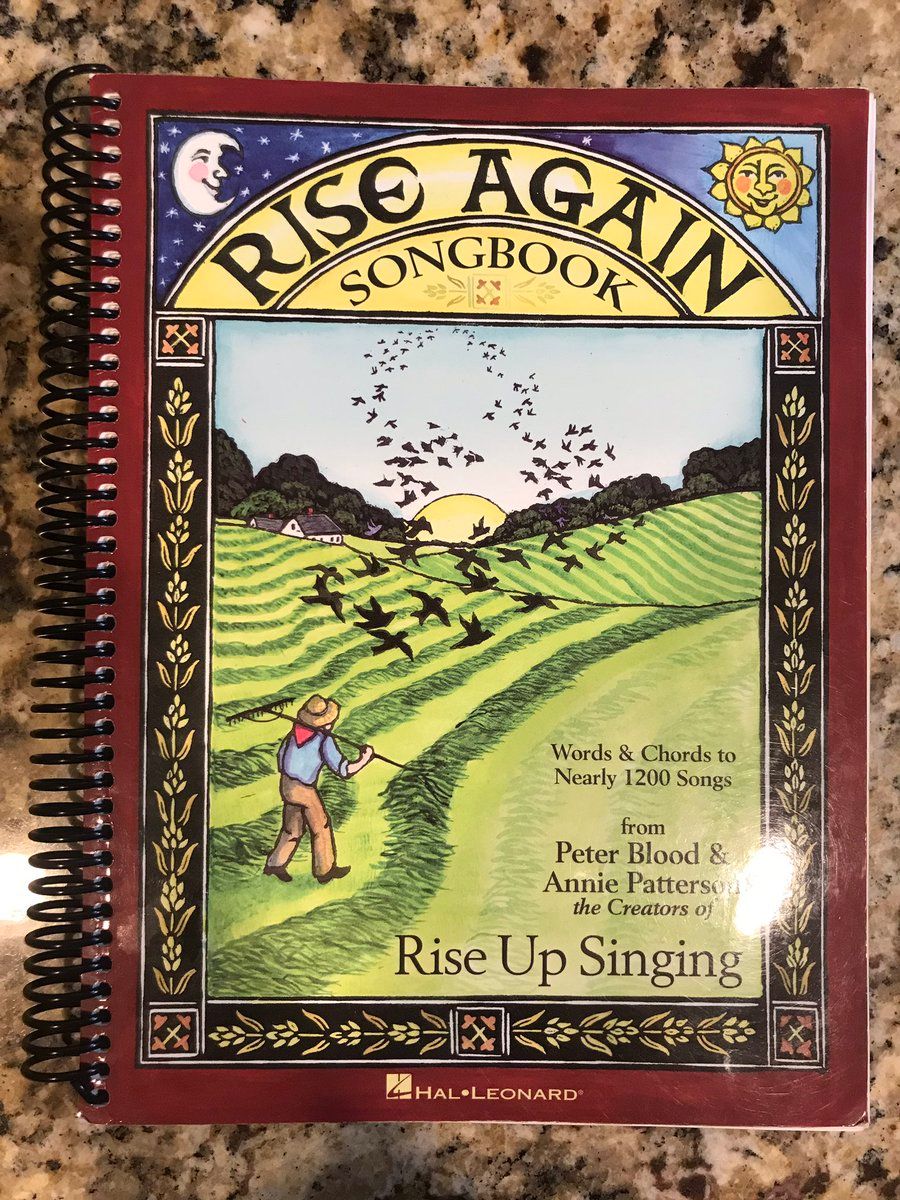 RISE AGAIN
SONGBOOK
Words & Chords to
Nearly 1200 Songs
from
Peter Blood &
Annie Patterson
the Creators of
Rise Up Singing
HAL•LEONARD®